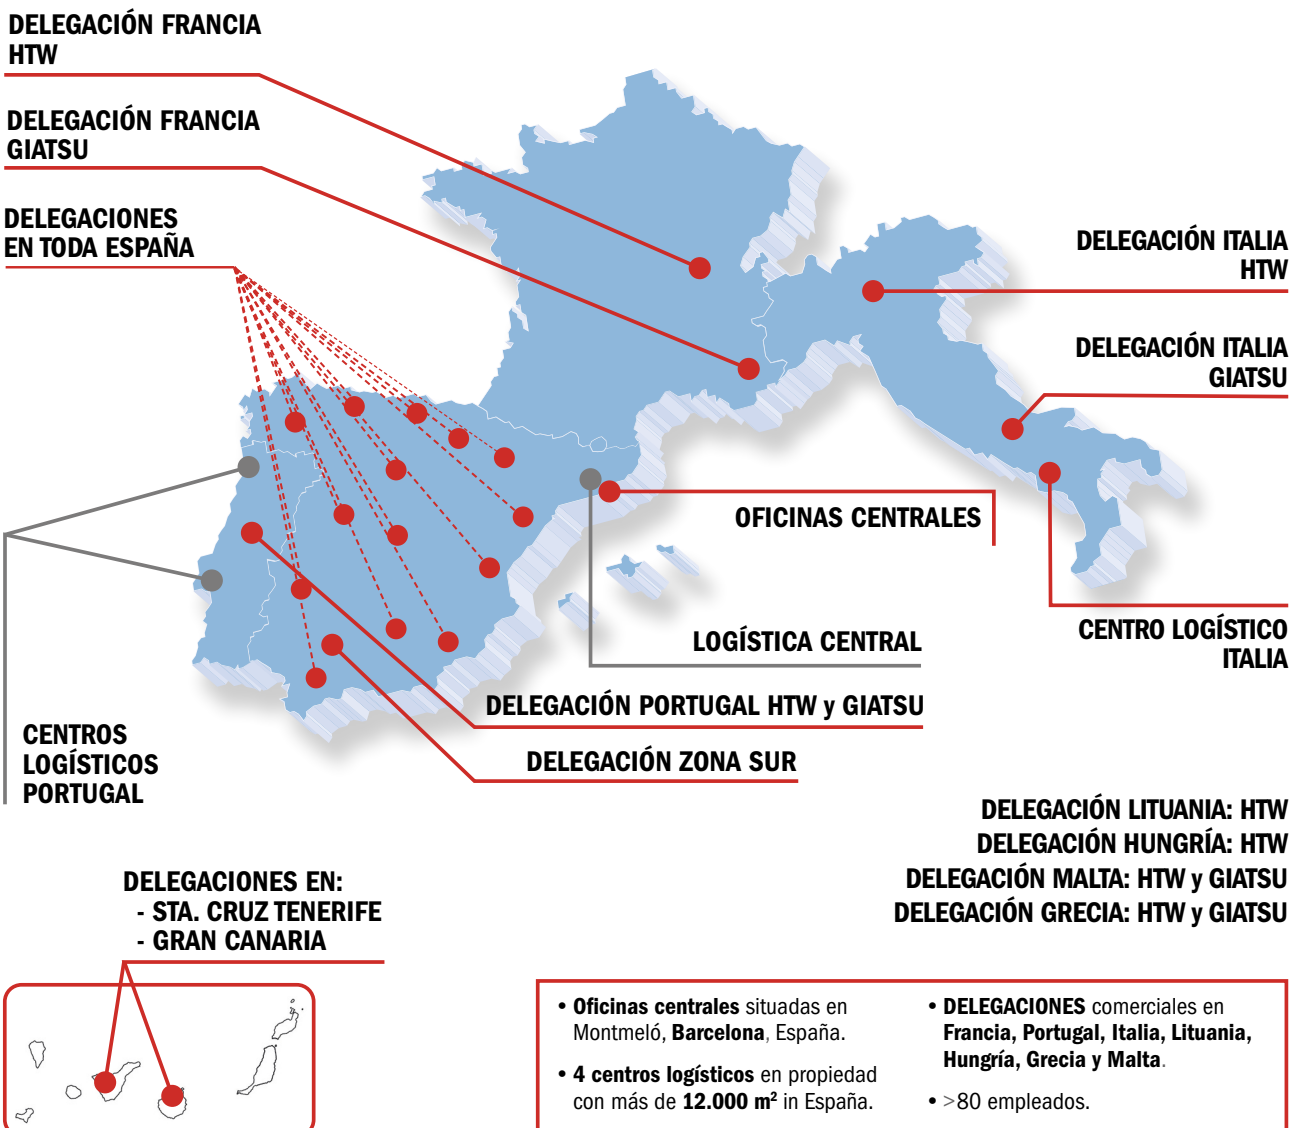 DELEGACIÓN FRANCIA
HTW
DELEGACIÓN FRANCIA
GIATSU
DELEGACIONES
EN TODA ESPAÑA
DELEGACIÓN ITALIA
HTW
DELEGACIÓN ITALIA
GIATSU
OFICINAS CENTRALES
LOGÍSTICA CENTRAL
CENTRO LOGÍSTICO
ITALIA
DELEGACIÓN PORTUGAL HTW y GIATSU
DELEGACIÓN ZONA SUR
CENTROS
LOGÍSTICOS
PORTUGAL
DELEGACIÓN LITUANIA: HTW
DELEGACIÓN HUNGRÍA: HTW
DELEGACIÓN MALTA: HTW y GIATSU
DELEGACIÓN GRECIA: HTW y GIATSU
DELEGACIONES EN:
- STA. CRUZ TENERIFE
- GRAN CANARIA
• Oficinas centrales situadas en
Montmeló, Barcelona, España.
• 4 centros logísticos en propiedad
con más de 12.000 m² in España.
• DELEGACIONES comerciales en
Francia, Portugal, Italia, Lituania,
Hungría, Grecia y Malta.
• >80 empleados.